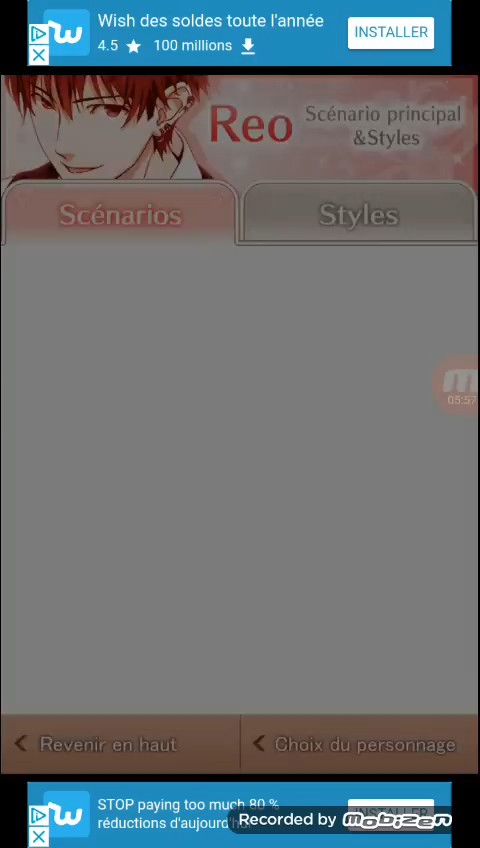 Wish des soldes toute l'année
4.5 ★ 100 millions
INSTALLER
Reo
Scénario principal
&Styles
Scénarios
Styles
05:57
Revenir en haut
Choix du personnage
STOP paying too much 80 %
réductions d'aujourd'hui
INSTALLER
Recorded by mobizen